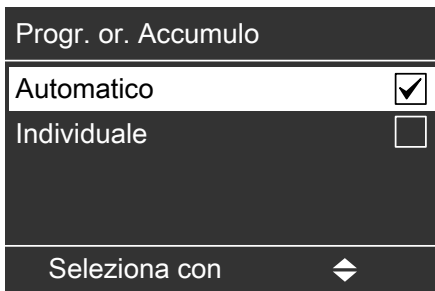 Progr. or. Accumulo
Automatico
Individuale
Seleziona con